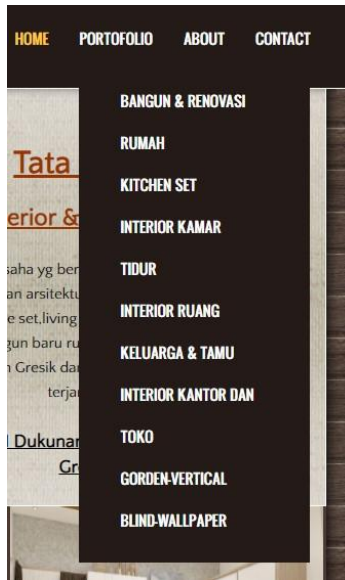 HOME PORTOFOLIO ABOUT CONTACT
BANGUN & RENOVASI
RUMAH
KITCHEN SET
INTERIOR KAMAR
TIDUR
INTERIOR RUANG
KELUARGA & TAMU
INTERIOR KANTOR DAN
TOKO
GORDEN-VERTICAL
BLIND-WALLPAPER
Tata
erior &
saha yg ber
an arsitektu
e set,living
gun baru ru
n Gresik dar
terja
Dukunar
Gr